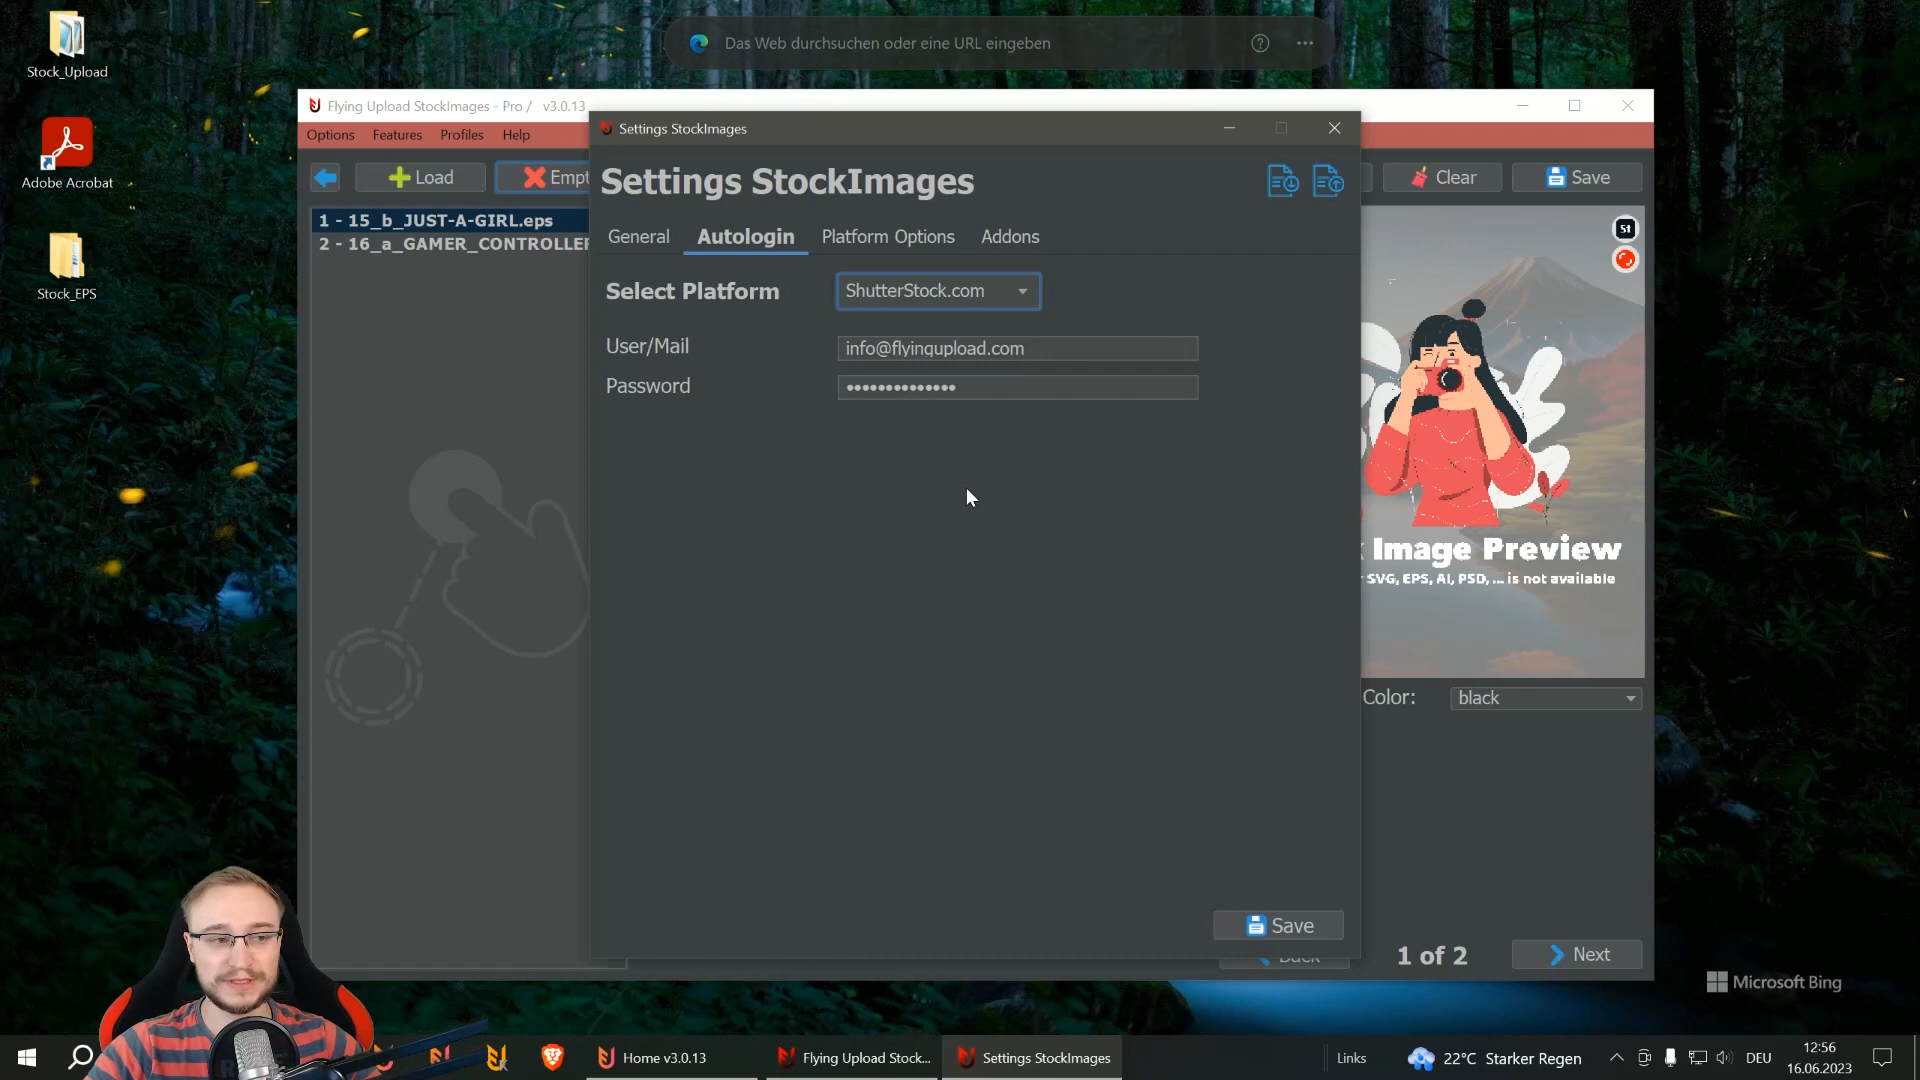 Stock_Upload
Adobe Acrobat
Stock_EPS
Das Web durchsuchen oder eine URL eingeben
Flying Upload StockImages - Pro / v3.0.13
Options Features Profiles Help
Load
Clear
Save
1 - 15_b_JUST-A-GIRL.eps
2 - 16_a_GAMER_CONTROLLER
Settings StockImages
Settings StockImages
General Autologin Platform Options Addons
Select Platform ShutterStock.com
User/Mail info@flyingupload.com
Password ••••••••••••••
Save
St
Image Preview
SVG, EPS, AI, PSD, ... is not available
Color: black
Back
1 of 2
Next
Microsoft Bing
Home v3.0.13
Flying Upload Stock...
Settings StockImages
Links
22°C Starker Regen
DEU
12:56
16.06.2023